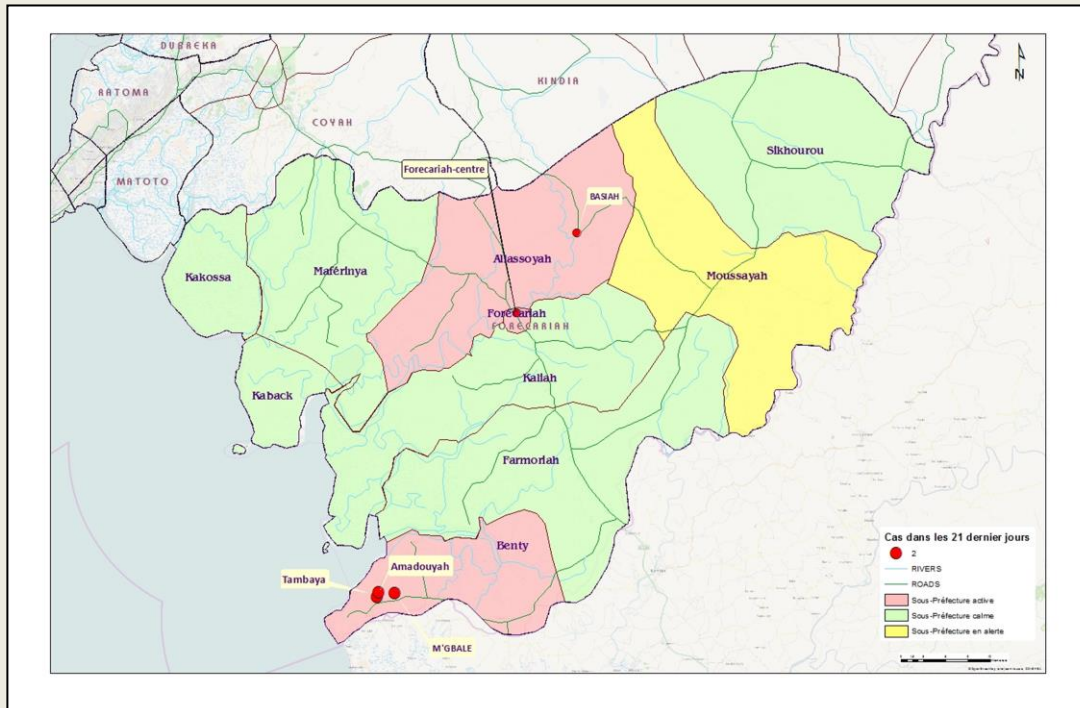 DUBREKA
RATOMA
KINDIA
COYAH
N
Sikhourou
MATOTO
Forecariah-centre
BASIAH
Allassoyah
Kakossa
Maférinya
Moussayah
Forécariah
FORECARIAH
Kallah
Kaback
Farmoriah
Benty
Amadouyah
Tambaya
M'GBALE
Cas dans les 21 dernier jours
2
RIVERS
ROADS
Sous-Préfecture active
Sous-Préfecture calme
Sous-Préfecture en alerte